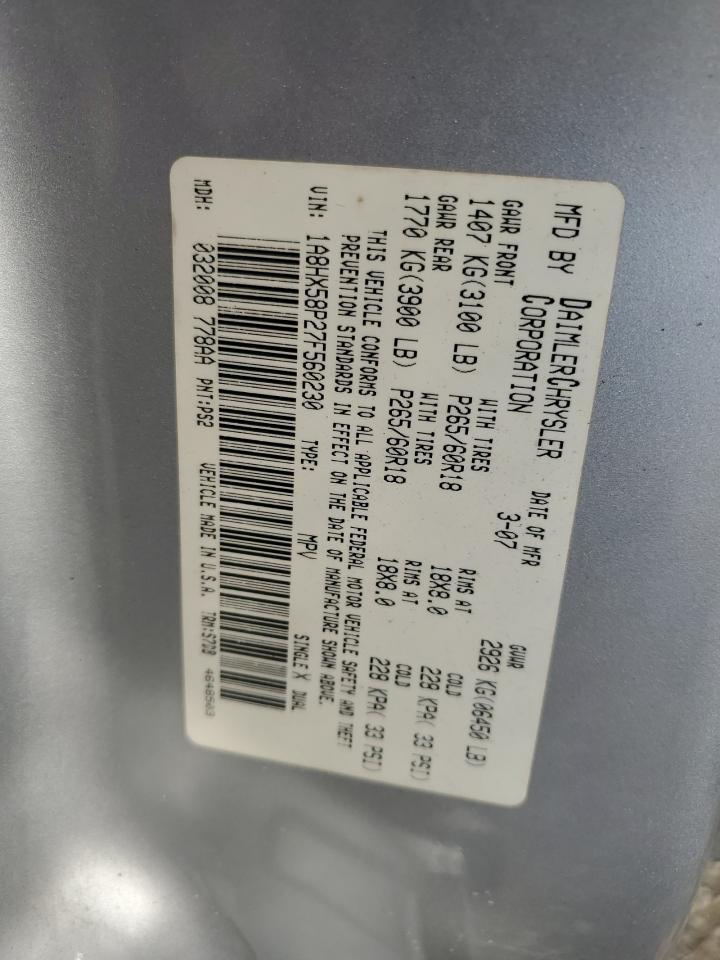 MFD BY DAIMLERCHRYSLER CORPORATION
DATE OF MFR 3-07
GVWR 2926 KG(06450 LB)
GAWR FRONT WITH TIRES RIMS AT COLD
1407 KG(3100 LB) P265/60R18 18X8.0 228 KPA( 33 PSI)
GAWR REAR WITH TIRES RIMS AT COLD
1770 KG(3900 LB) P265/60R18 18X8.0 228 KPA( 33 PSI)
THIS VEHICLE CONFORMS TO ALL APPLICABLE FEDERAL MOTOR VEHICLE SAFETY AND THEFT
PREVENTION STANDARDS IN EFFECT ON THE DATE OF MANUFACTURE SHOWN ABOVE.
VIN: 1A8HX58P27F560230 TYPE: MPV SINGLE X DUAL
MDH: 032008 778AA PNT:PS2 VEHICLE MADE IN U.S.A. TRM:S7D8 4648503